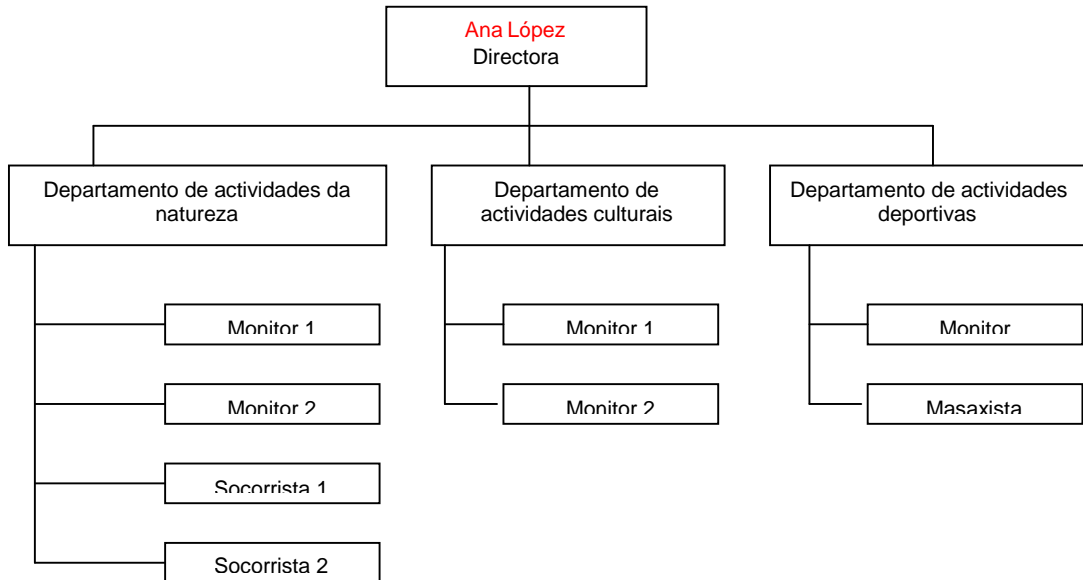 Ana López
Directora
Departamento de actividades da
natureza
Departamento de
actividades culturais
Departamento de actividades
deportivas
Monitor 1
Monitor 1
Monitor
Monitor 2
Monitor 2
Masaxista
Socorrista 1
Socorrista 2